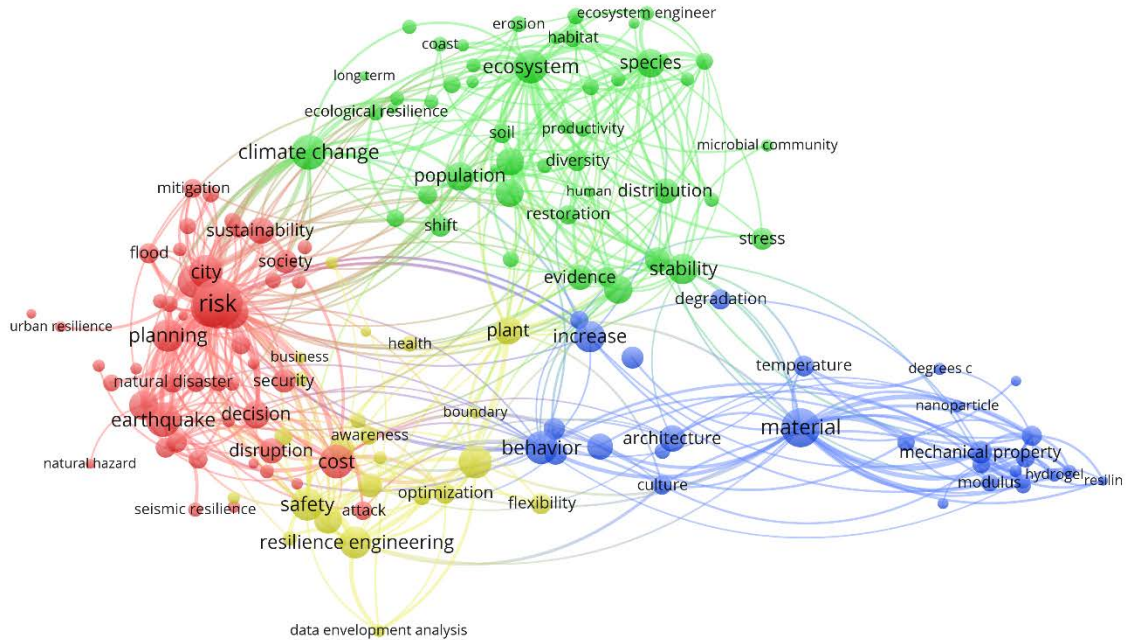 ecosystem engineer
erosion
habitat
coast
ecosystem
species
long term
ecological resilience
soil
productivity
microbial community
climate change
diversity
population
mitigation
human
distribution
restoration
shift
sustainability
stress
flood
society
city
evidence
stability
degradation
risk
urban resilience
planning
plant
increase
health
business
temperature
degrees c
natural disaster
security
nanoparticle
earthquake
decision
boundary
material
awareness
architecture
disruption
behavior
mechanical property
natural hazard
cost
hydrogel
resilin
culture
modulus
optimization
safety
flexibility
seismic resilience
attack
resilience engineering
data envelopment analysis